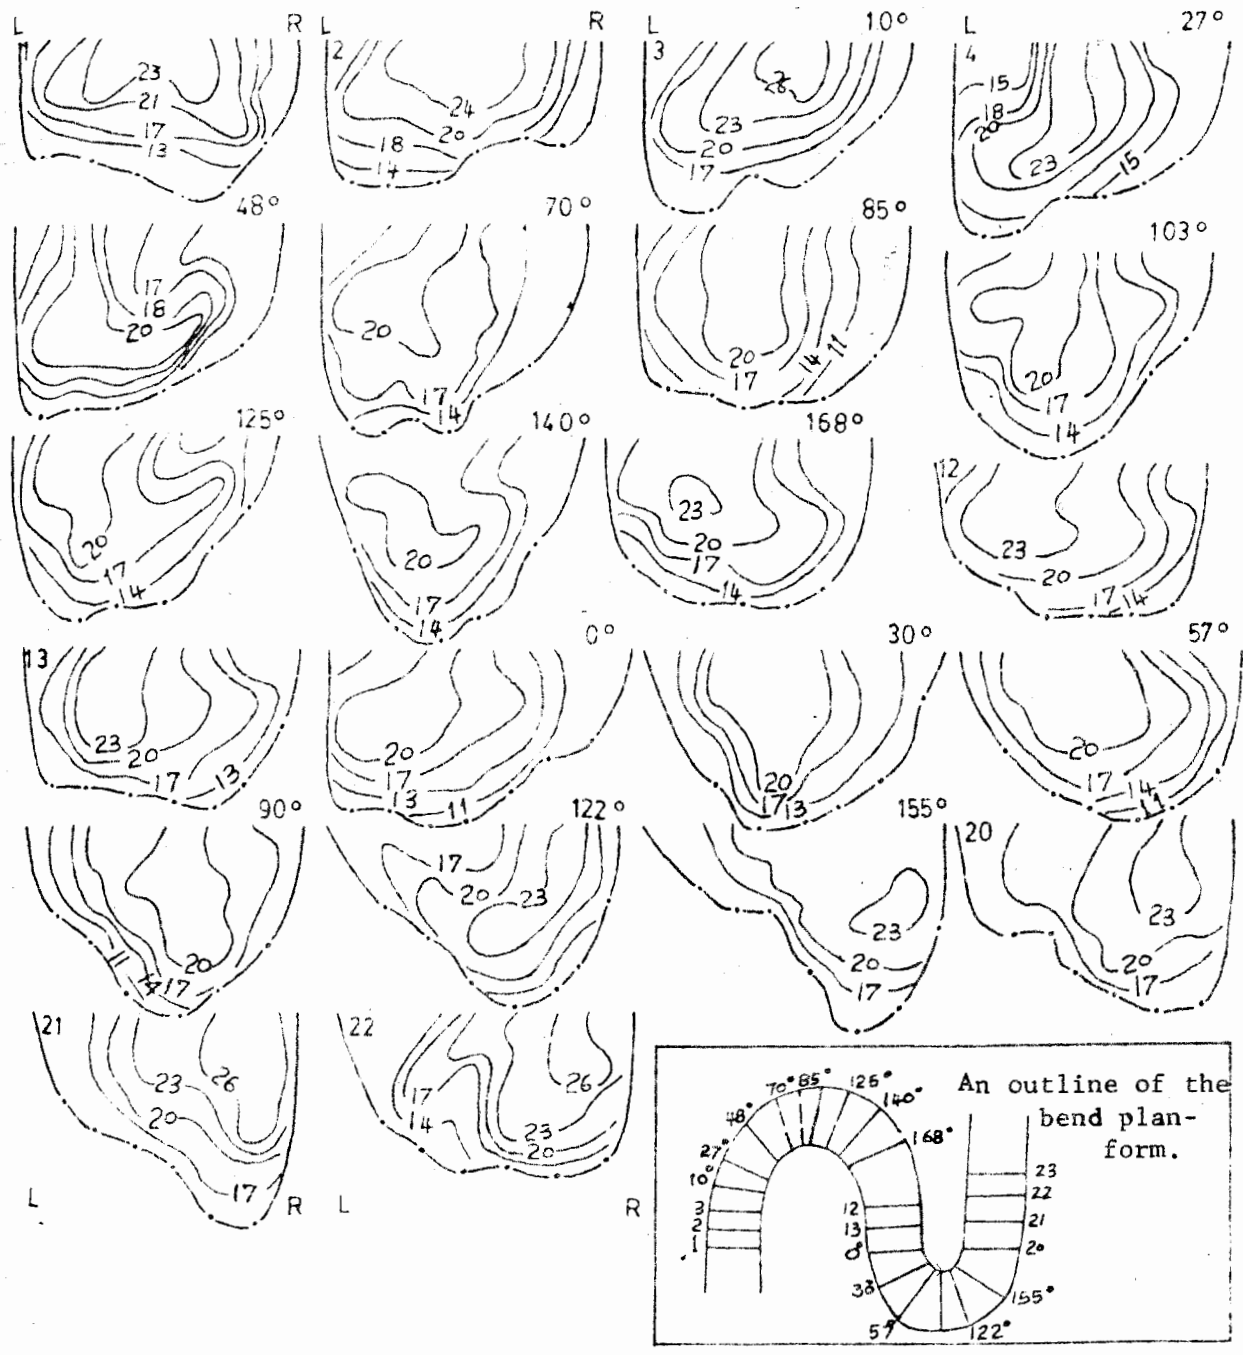 L R L R L 10° L 27°
1 2 3 4
23 21 17 13
24 20 18 14
23 20 17
15 18 20 23 15
48° 70° 85° 103°
17 18 20
20 17 14
20 17 14 11
20 17 14
125° 140° 168° 12
20 17 14
20 17 14
23 20 17 14
23 20 17 14
13 0° 30° 57°
23 20 17 13
20 17 13 11
20 17 13
20 17 14 11
90° 122° 155° 20
11 17
20
17 20 23
23 20 17
23 20 17
21 22
23 26 20 17
17 14 26 23 20
L R L R
An outline of the
bend plan-
form.
70° 85° 126° 140° 168°
48° 27° 10° 3 2 1
12 13 0° 30 57° 122° 155°
23 22 21 20